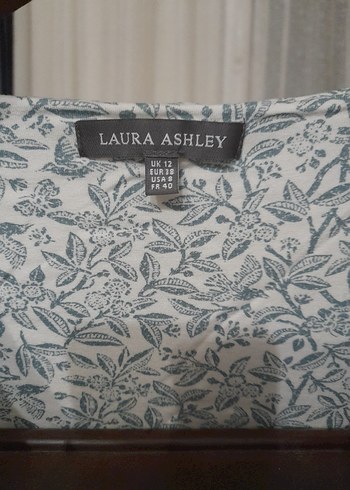 LAURA ASHLEY
UK 12
EUR 38
USA 8
FR 40